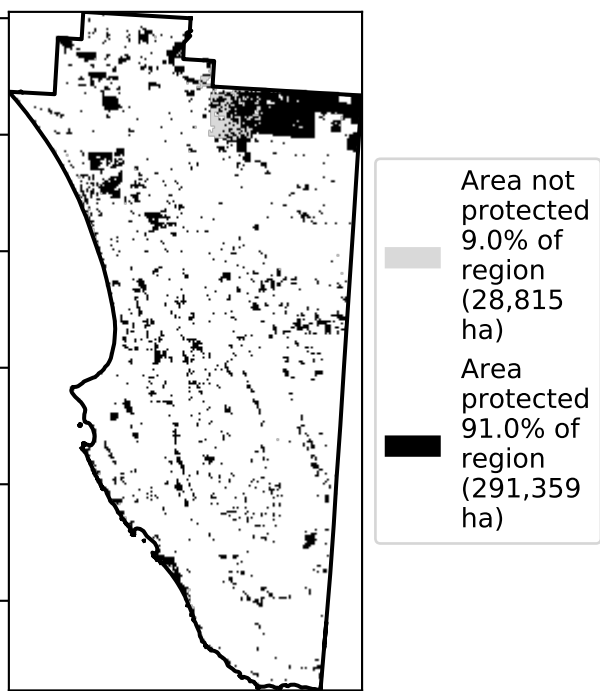 Area not
protected
9.0% of
region
(28,815
ha)
Area
protected
91.0% of
region
(291,359
ha)